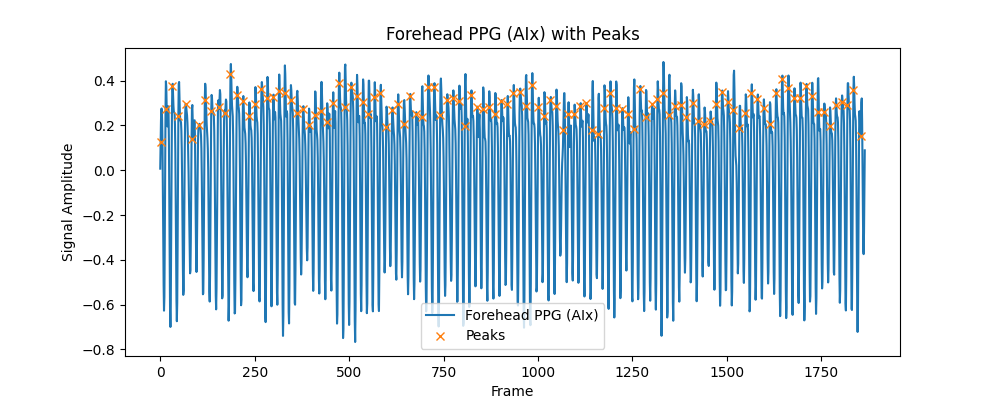 Forehead PPG (AIx) with Peaks
Signal Amplitude
0.4
0.2
0.0
−0.2
−0.4
−0.6
−0.8
Forehead PPG (AIx)
Peaks
0 250 500 750 1000 1250 1500 1750
Frame